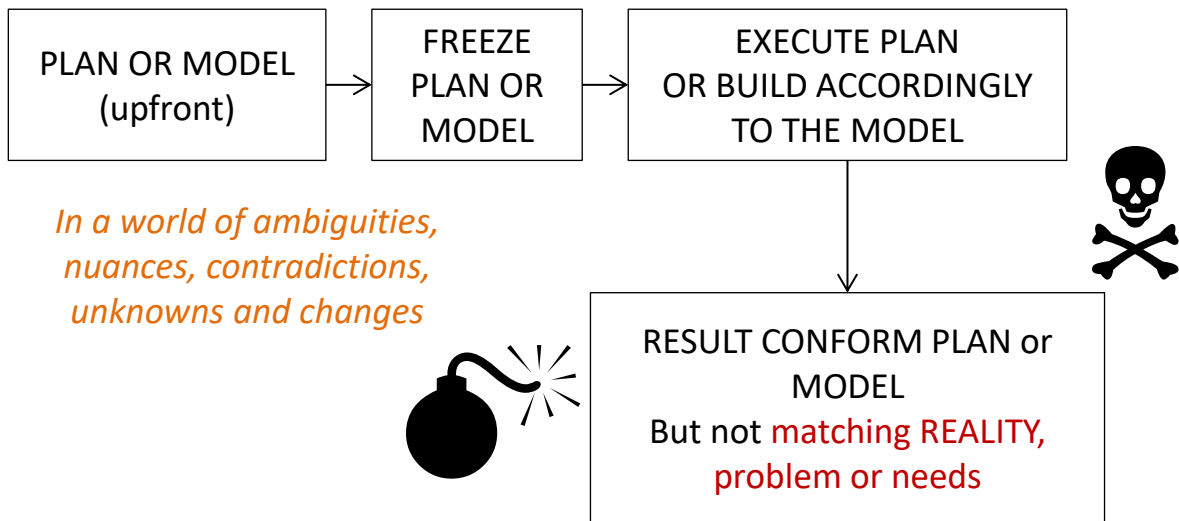 PLAN OR MODEL
(upfront)
FREEZE
PLAN OR
MODEL
EXECUTE PLAN
OR BUILD ACCORDINGLY
TO THE MODEL
In a world of ambiguities,
nuances, contradictions,
unknowns and changes
RESULT CONFORM PLAN or
MODEL
But not matching REALITY,
problem or needs